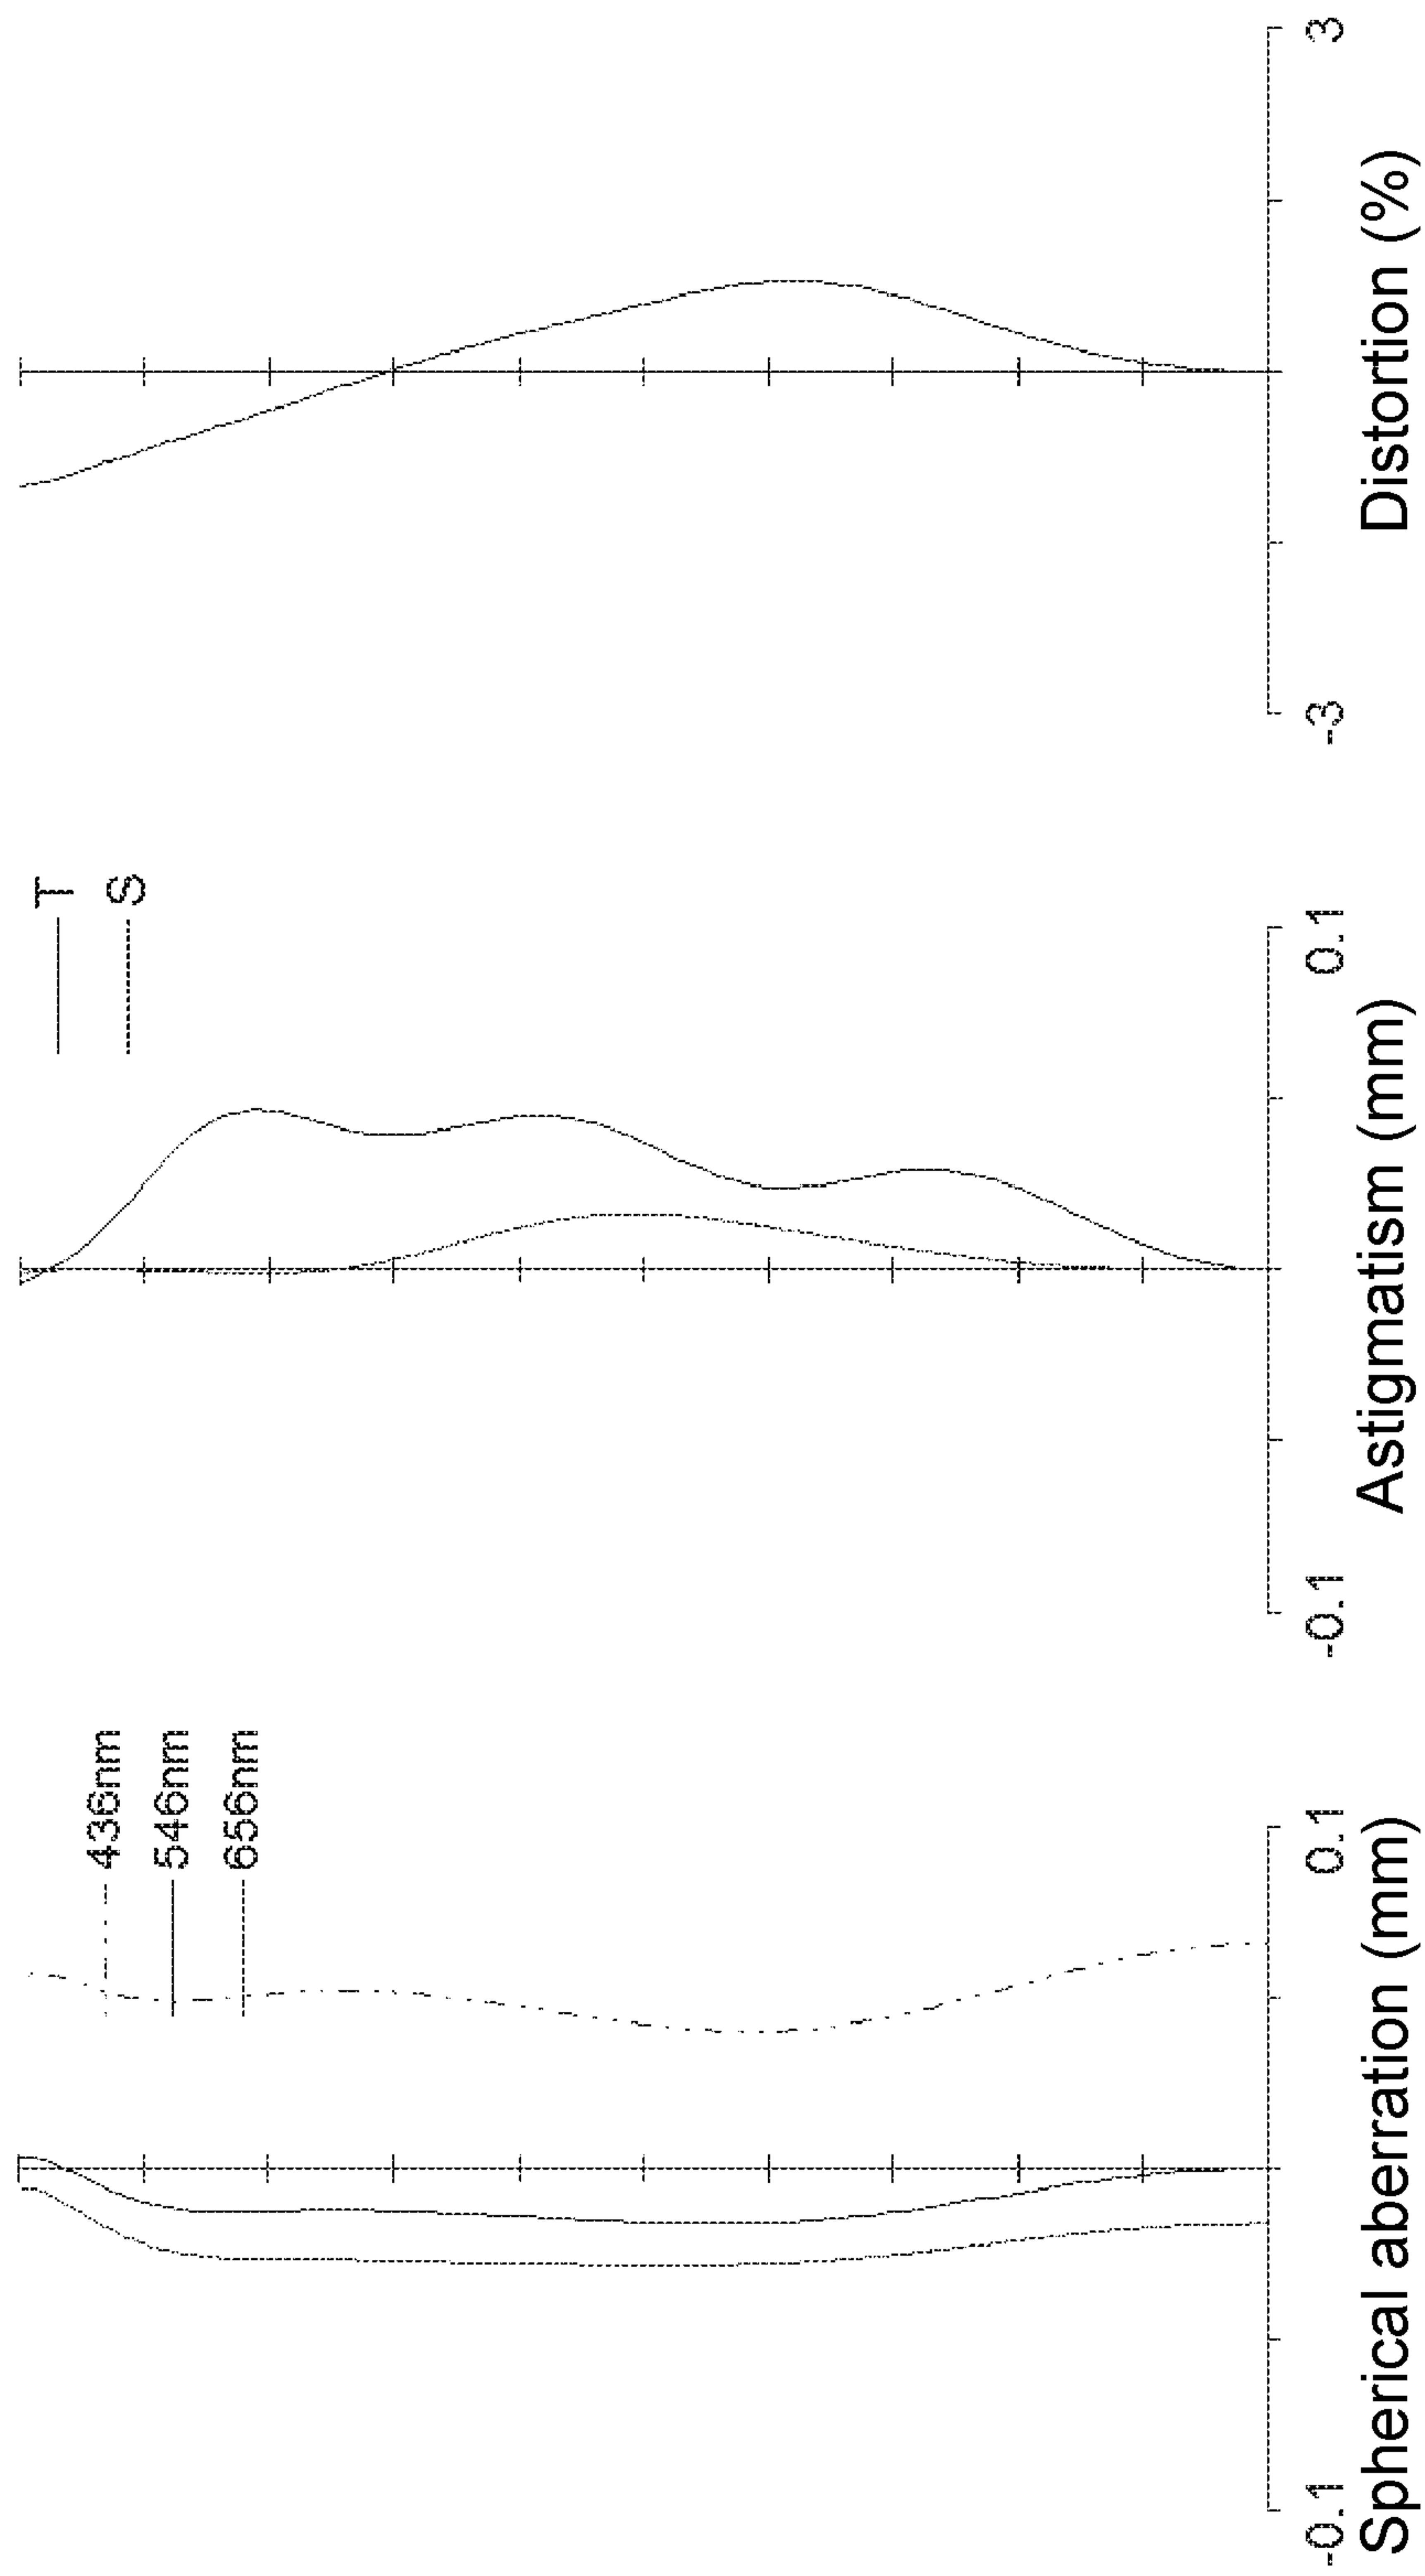 436nm
546nm
656nm
-0.1 0.1
Spherical aberration (mm)
T
S
-0.1 0.1
Astigmatism (mm)
-3 3
Distortion (%)